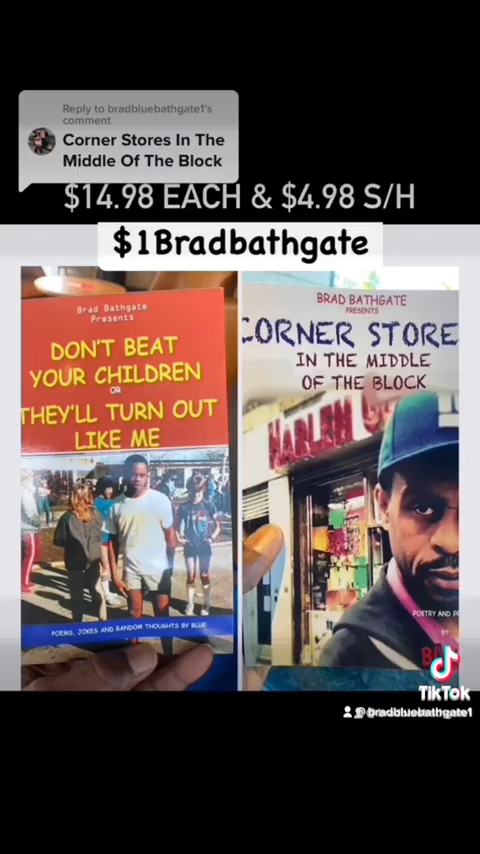 Reply to bradbluebathgate1's
comment
Corner Stores In The
Middle Of The Block
$14.98 EACH & $4.98 S/H
$1Bradbathgate
Brad Bathgate
Presents
DON'T BEAT
YOUR CHILDREN
OR
THEY'LL TURN OUT
LIKE ME
POEMS, JOKES AND RANDOM THOUGHTS BY BLUE
BRAD BATHGATE
PRESENTS
CORNER STORE
IN THE MIDDLE
OF THE BLOCK
HARLEM
POETRY AND
BY
TikTok
@bradbluebathgate1